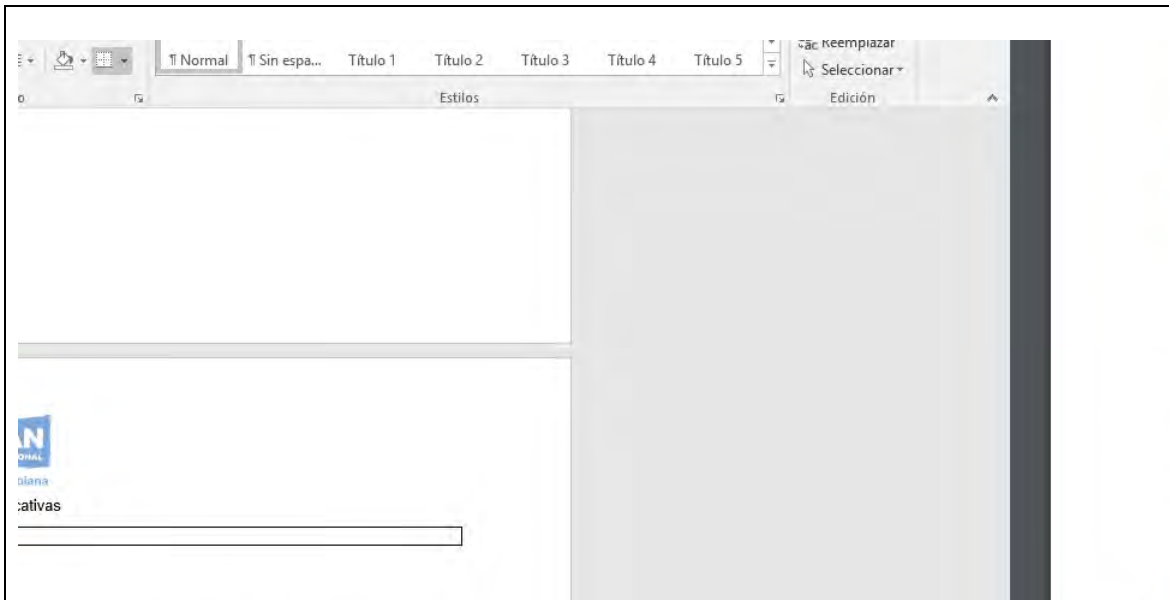 Reemplazar
¶ Normal ¶ Sin espa... Título 1 Título 2 Título 3 Título 4 Título 5 Seleccionar
o Estilos Edición
AN
ONAL
olana
cativas